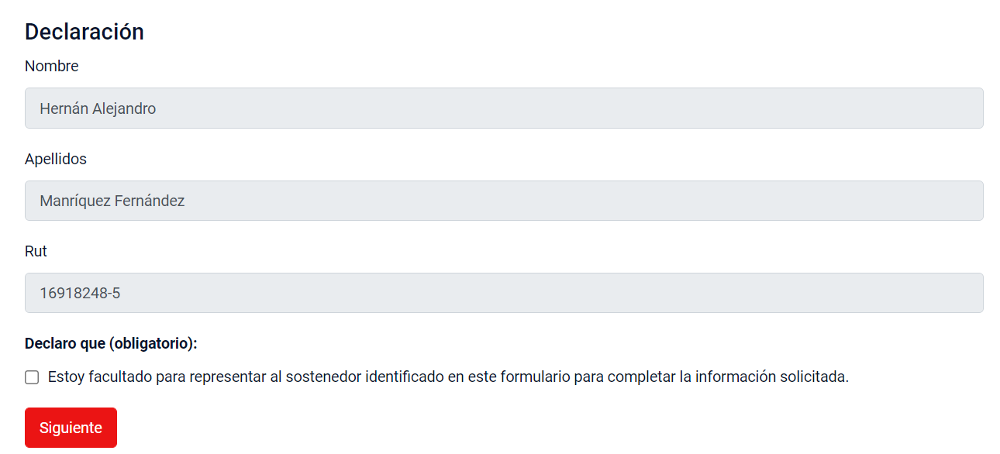 Declaración
Nombre
Hernán Alejandro
Apellidos
Manríquez Fernández
Rut
16918248-5
Declaro que (obligatorio):
Estoy facultado para representar al sostenedor identificado en este formulario para completar la información solicitada.
Siguiente